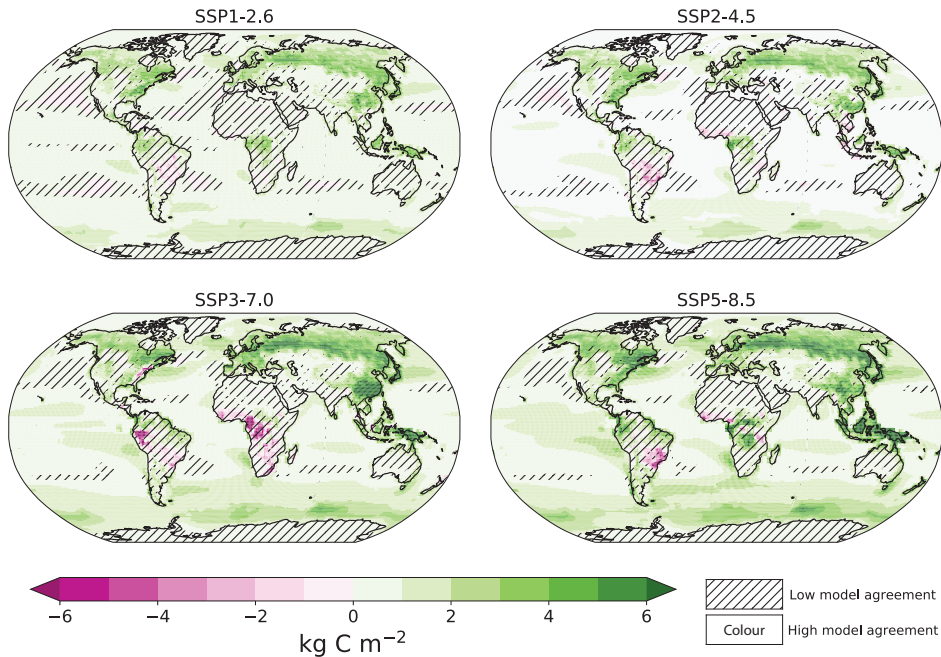 SSP1-2.6 SSP2-4.5
SSP3-7.0 SSP5-8.5
−6 −4 −2 0 2 4 6
kg C m−2
Low model agreement
Colour High model agreement